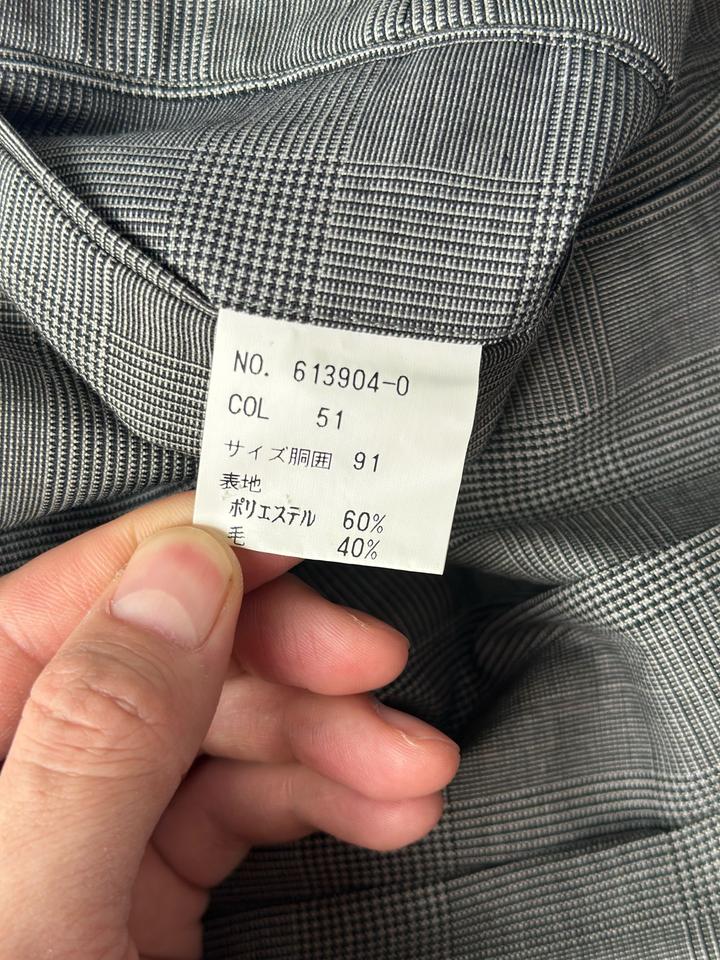 NO. 613904-0
COL 51
サイズ胴囲 91
表地
ポリエステル 60%
毛 40%